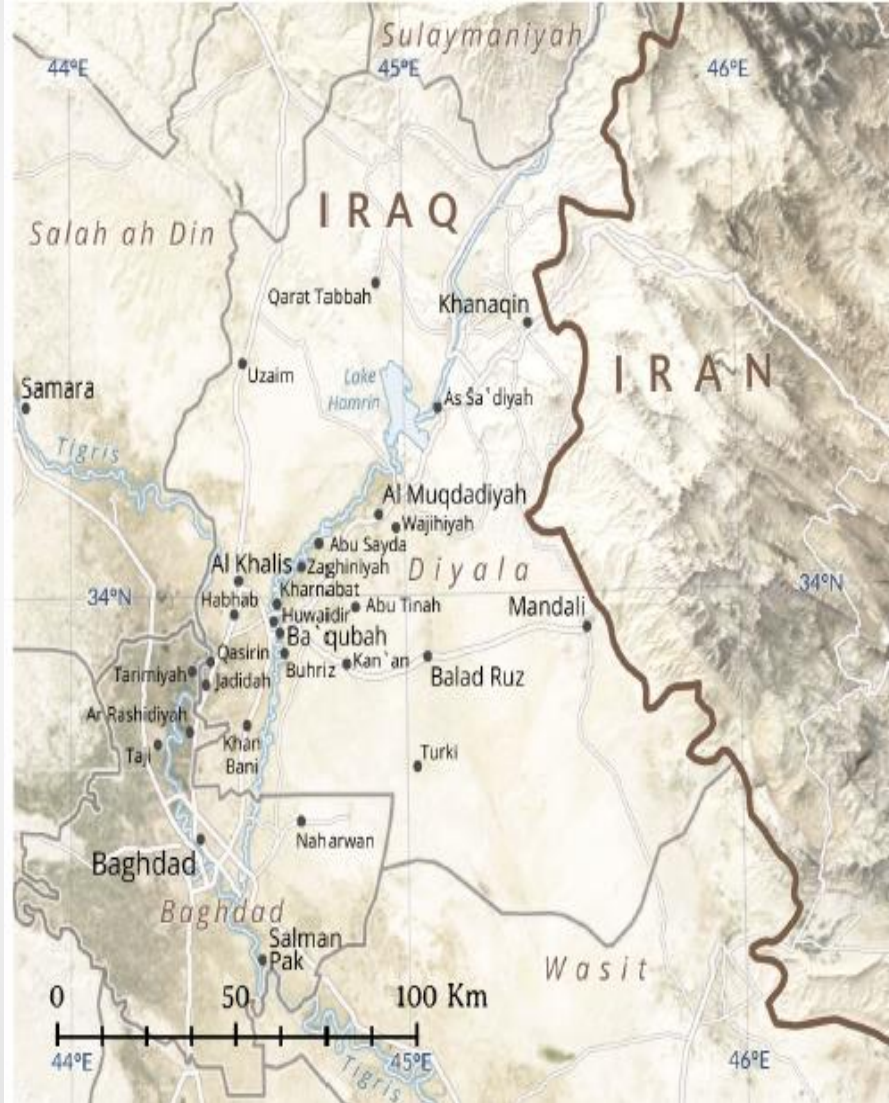 Sulaymaniyah
44°E 45°E 46°E
IRAQ
Salah ah Din
Qarat Tabbah
Khanaqin
IRAN
Uzaim
Lake
Hamrin
Samara
As Sa`diyah
Tigris
Al Muqdadiyah
Wajihiyah
Abu Sayda
Al Khalis
Zaghiniyah
Diyala
Kharnabat
34°N
34°N
Habhab
Abu Tinah
Mandali
Huwaidir
Ba`qubah
Qasirin
Buhriz
Kan`an
Tarimiyah
Jadidah
Balad Ruz
Ar Rashidiyah
Khan
Bani
Taji
Turki
Naharwan
Baghdad
Baghdad
Salman
Pak
Wasit
0 50 100 Km
44°E 45°E 46°E
Tigris